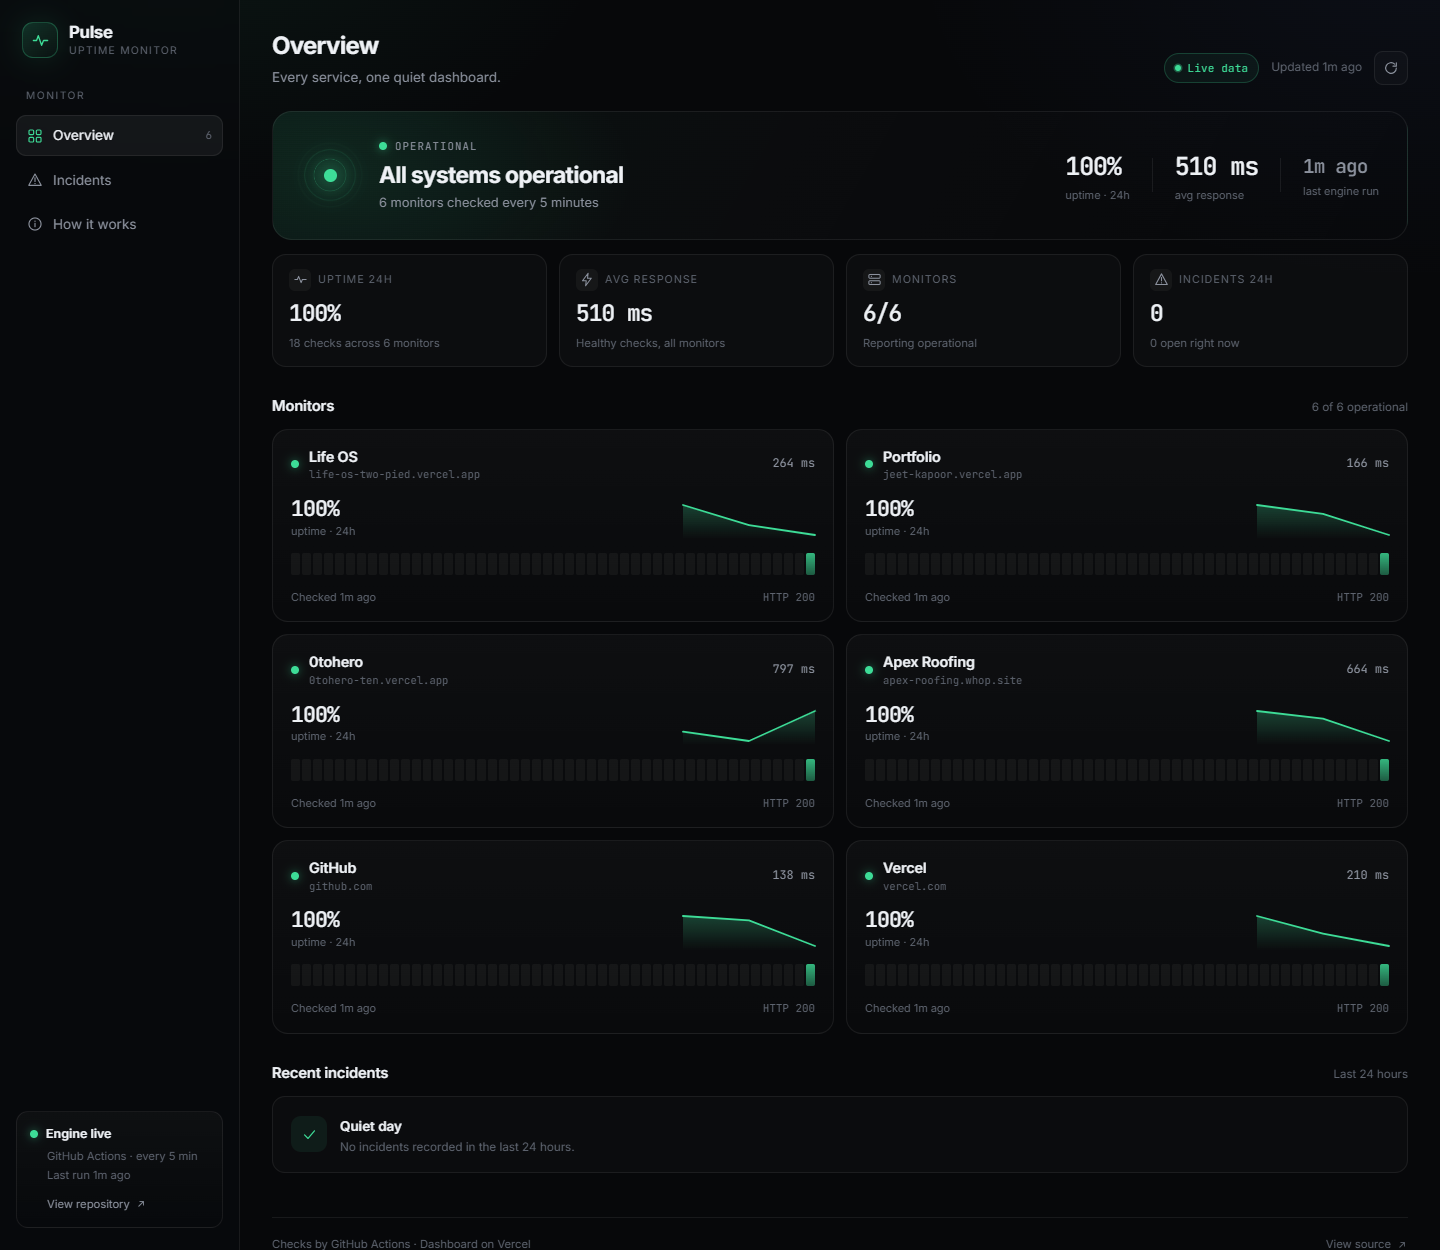 Pulse
UPTIME MONITOR
MONITOR
Overview 6
Incidents
How it works
Engine live
GitHub Actions · every 5 min
Last run 1m ago
View repository ↗
Overview
Every service, one quiet dashboard.
Live data Updated 1m ago
OPERATIONAL
All systems operational
6 monitors checked every 5 minutes
100%
uptime · 24h
510 ms
avg response
1m ago
last engine run
UPTIME 24H
100%
18 checks across 6 monitors
AVG RESPONSE
510 ms
Healthy checks, all monitors
MONITORS
6/6
Reporting operational
INCIDENTS 24H
0
0 open right now
Monitors 6 of 6 operational
Life OS
life-os-two-pied.vercel.app
264 ms
100%
uptime · 24h
Checked 1m ago HTTP 200
Portfolio
jeet-kapoor.vercel.app
166 ms
100%
uptime · 24h
Checked 1m ago HTTP 200
0tohero
0tohero-ten.vercel.app
797 ms
100%
uptime · 24h
Checked 1m ago HTTP 200
Apex Roofing
apex-roofing.whop.site
664 ms
100%
uptime · 24h
Checked 1m ago HTTP 200
GitHub
github.com
138 ms
100%
uptime · 24h
Checked 1m ago HTTP 200
Vercel
vercel.com
210 ms
100%
uptime · 24h
Checked 1m ago HTTP 200
Recent incidents Last 24 hours
Quiet day
No incidents recorded in the last 24 hours.
Checks by GitHub Actions · Dashboard on Vercel View source ↗